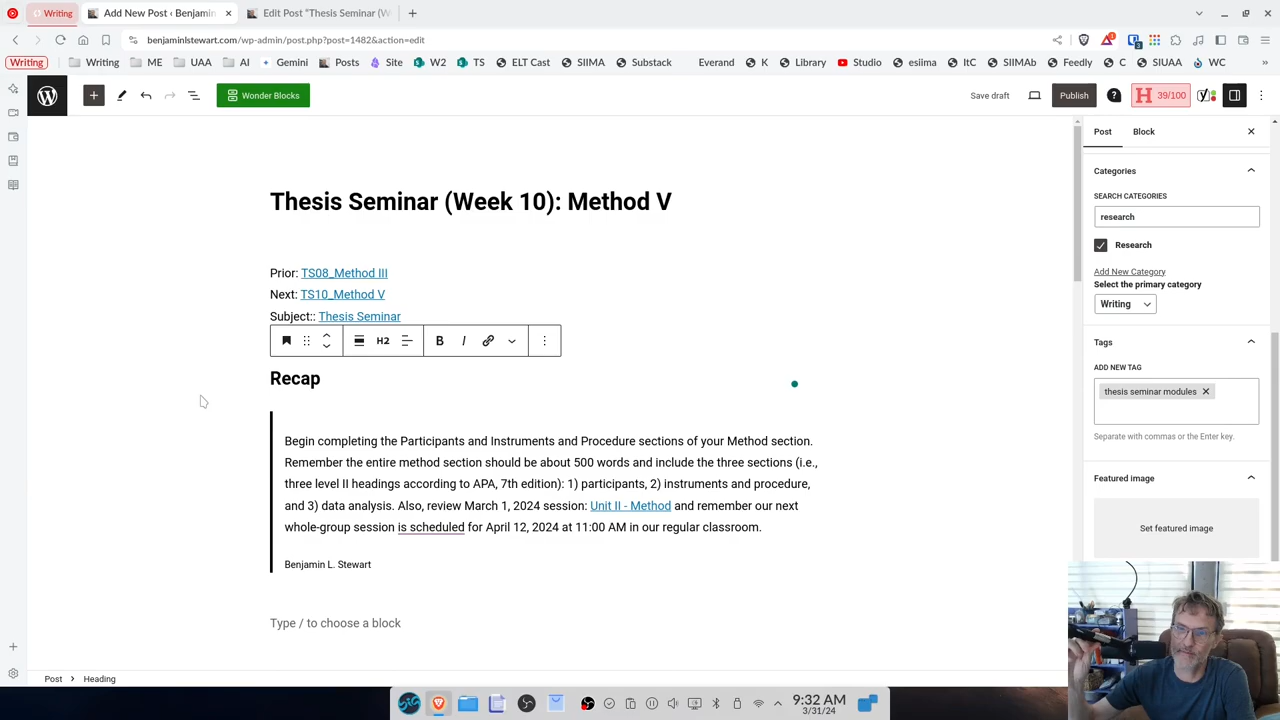 Writing
Add New Post ‹ Benjamin
Edit Post “Thesis Seminar (W
benjaminlstewart.com/wp-admin/post.php?post=1482&action=edit
Writing Writing ME UAA AI Gemini Posts Site W2 TS ELT Cast SIIMA Substack Everand K Library Studio esiima ItC SIIMAb Feedly C SIUAA WC »
Wonder Blocks
Save draft Publish 39/100
Post Block
Thesis Seminar (Week 10): Method V
Prior: TS08_Method III
Next: TS10_Method V
Subject:: Thesis Seminar
H2 B I
Recap
Begin completing the Participants and Instruments and Procedure sections of your Method section.
Remember the entire method section should be about 500 words and include the three sections (i.e.,
three level II headings according to APA, 7th edition): 1) participants, 2) instruments and procedure,
and 3) data analysis. Also, review March 1, 2024 session: Unit II - Method and remember our next
whole-group session is scheduled for April 12, 2024 at 11:00 AM in our regular classroom.
Benjamin L. Stewart
Type / to choose a block
Categories
SEARCH CATEGORIES
research
Research
Add New Category
Select the primary category
Writing
Tags
ADD NEW TAG
thesis seminar modules
Separate with commas or the Enter key.
Featured image
Set featured image
Post › Heading
9:32 AM
3/31/24